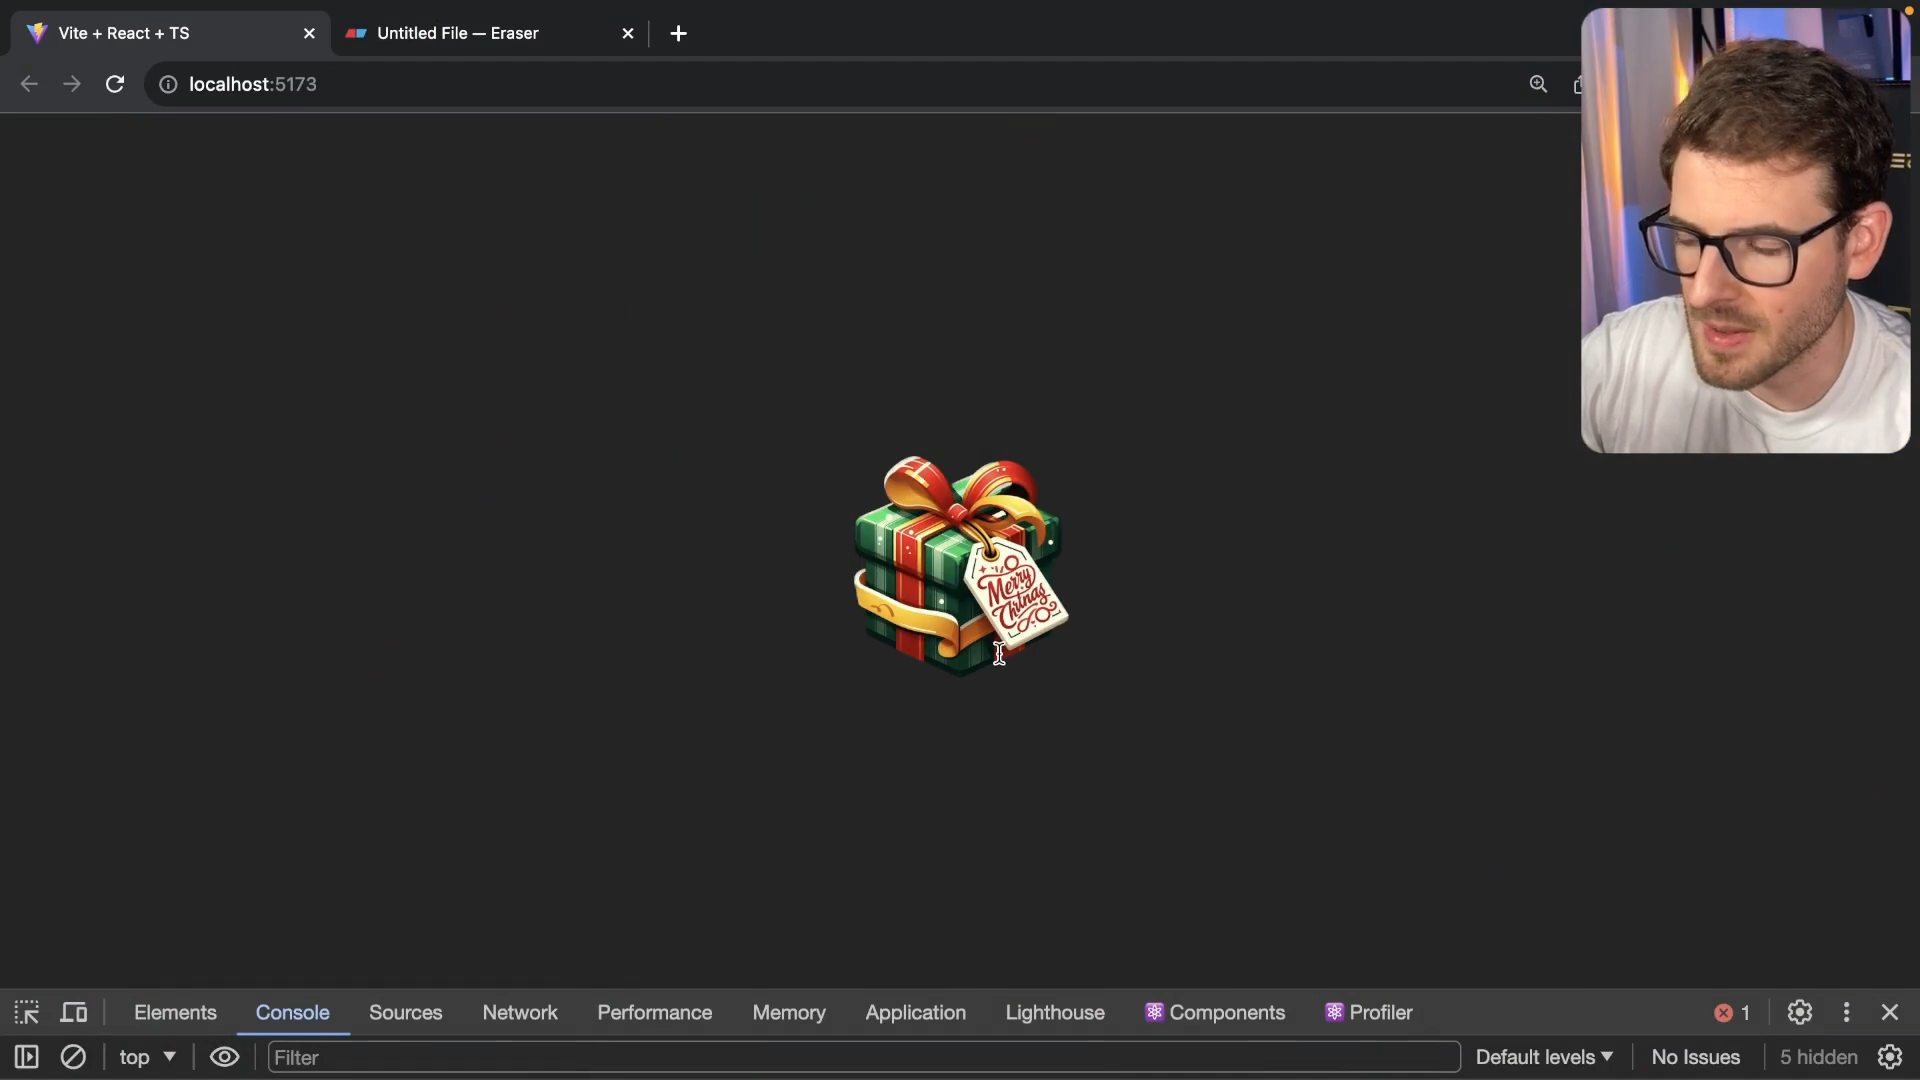 Vite + React + TS
Untitled File — Eraser
localhost:5173
Merry
Chtnas
Elements
Console
Sources
Network
Performance
Memory
Application
Lighthouse
Components
Profiler
1
top
Filter
Default levels
No Issues
5 hidden